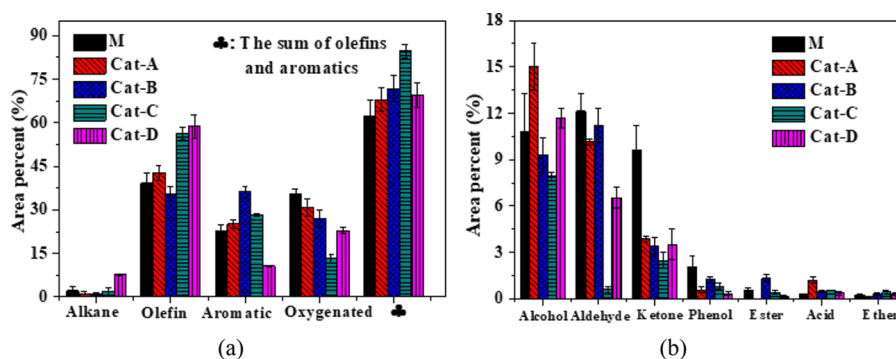 M
Cat-A
Cat-B
Cat-C
Cat-D
♣: The sum of olefins
and aromatics
Area percent (%)
90
75
60
45
30
15
0
Alkane Olefin Aromatic Oxygenated ♣
(a)
M
Cat-A
Cat-B
Cat-C
Cat-D
Area percent (%)
18
15
12
9
6
3
0
Alcohol Aldehyde Ketone Phenol Ester Acid Ether
(b)